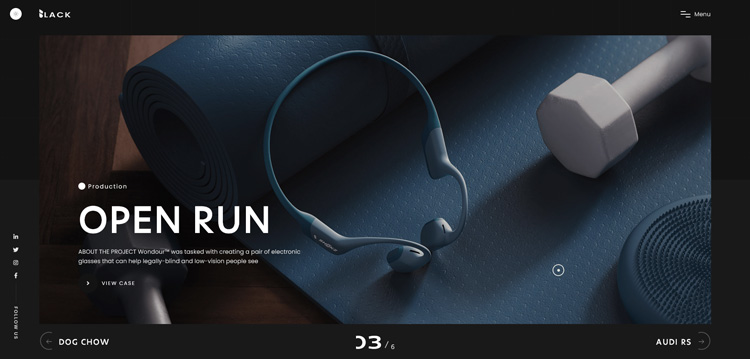 BLACK
Menu
Production
OPEN RUN
ABOUT THE PROJECT Wondour™ was tasked with creating a pair of electronic
glasses that can help legally-blind and low-vision people see
VIEW CASE
FOLLOW US
DOG CHOW
03 / 6
AUDI RS